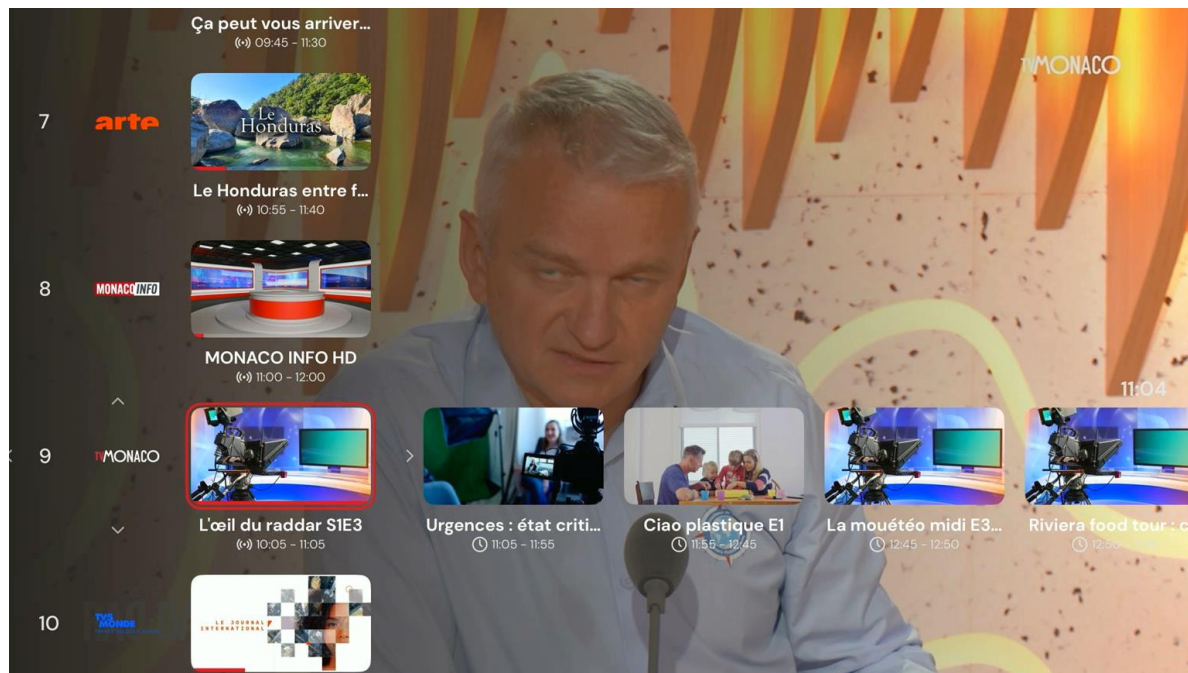 Ça peut vous arriver...
09:45 - 11:30
TVMONACO
7
arte
Le
Honduras
Le Honduras entre f...
10:55 - 11:40
8
MONACO INFO
MONACO INFO HD
11:00 - 12:00
11:04
9
TVMONACO
L'œil du raddar S1E3
10:05 - 11:05
Urgences : état criti...
11:05 - 11:55
Ciao plastique E1
11:55 - 12:45
La mouétéo midi E3...
12:45 - 12:50
Riviera food tour : c
10
TV5
MONDE
LE JOURNAL
INTERNATIONAL